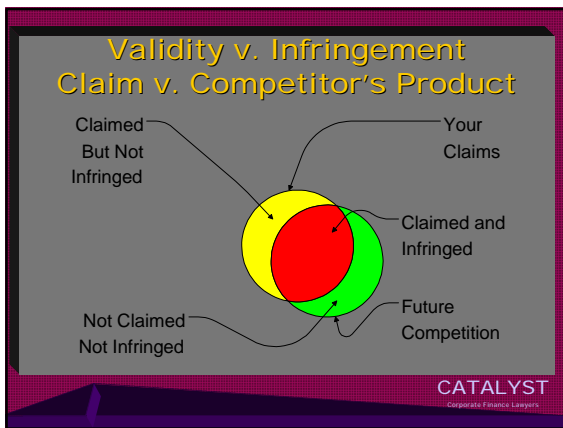 Validity v. Infringement
Claim v. Competitor's Product
Claimed
But Not
Infringed
Your
Claims
Claimed and
Infringed
Not Claimed
Not Infringed
Future
Competition
CATALYST
Corporate Finance Lawyers